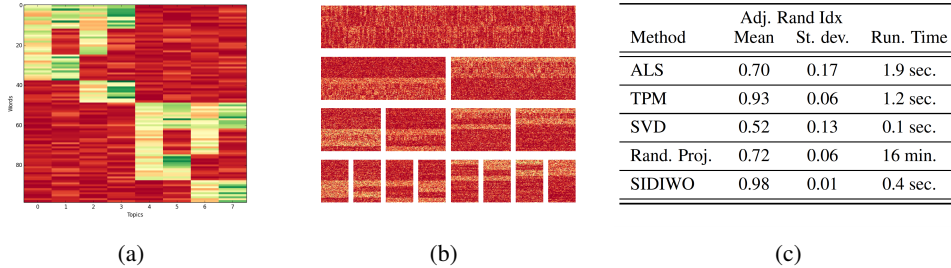 Words
0
20
40
60
80
0 1 2 3 4 5 6 7
Topics
(a)
(b)
Adj. Rand Idx
Method Mean St. dev. Run. Time
ALS 0.70 0.17 1.9 sec.
TPM 0.93 0.06 1.2 sec.
SVD 0.52 0.13 0.1 sec.
Rand. Proj. 0.72 0.06 16 min.
SIDIWO 0.98 0.01 0.4 sec.
(c)